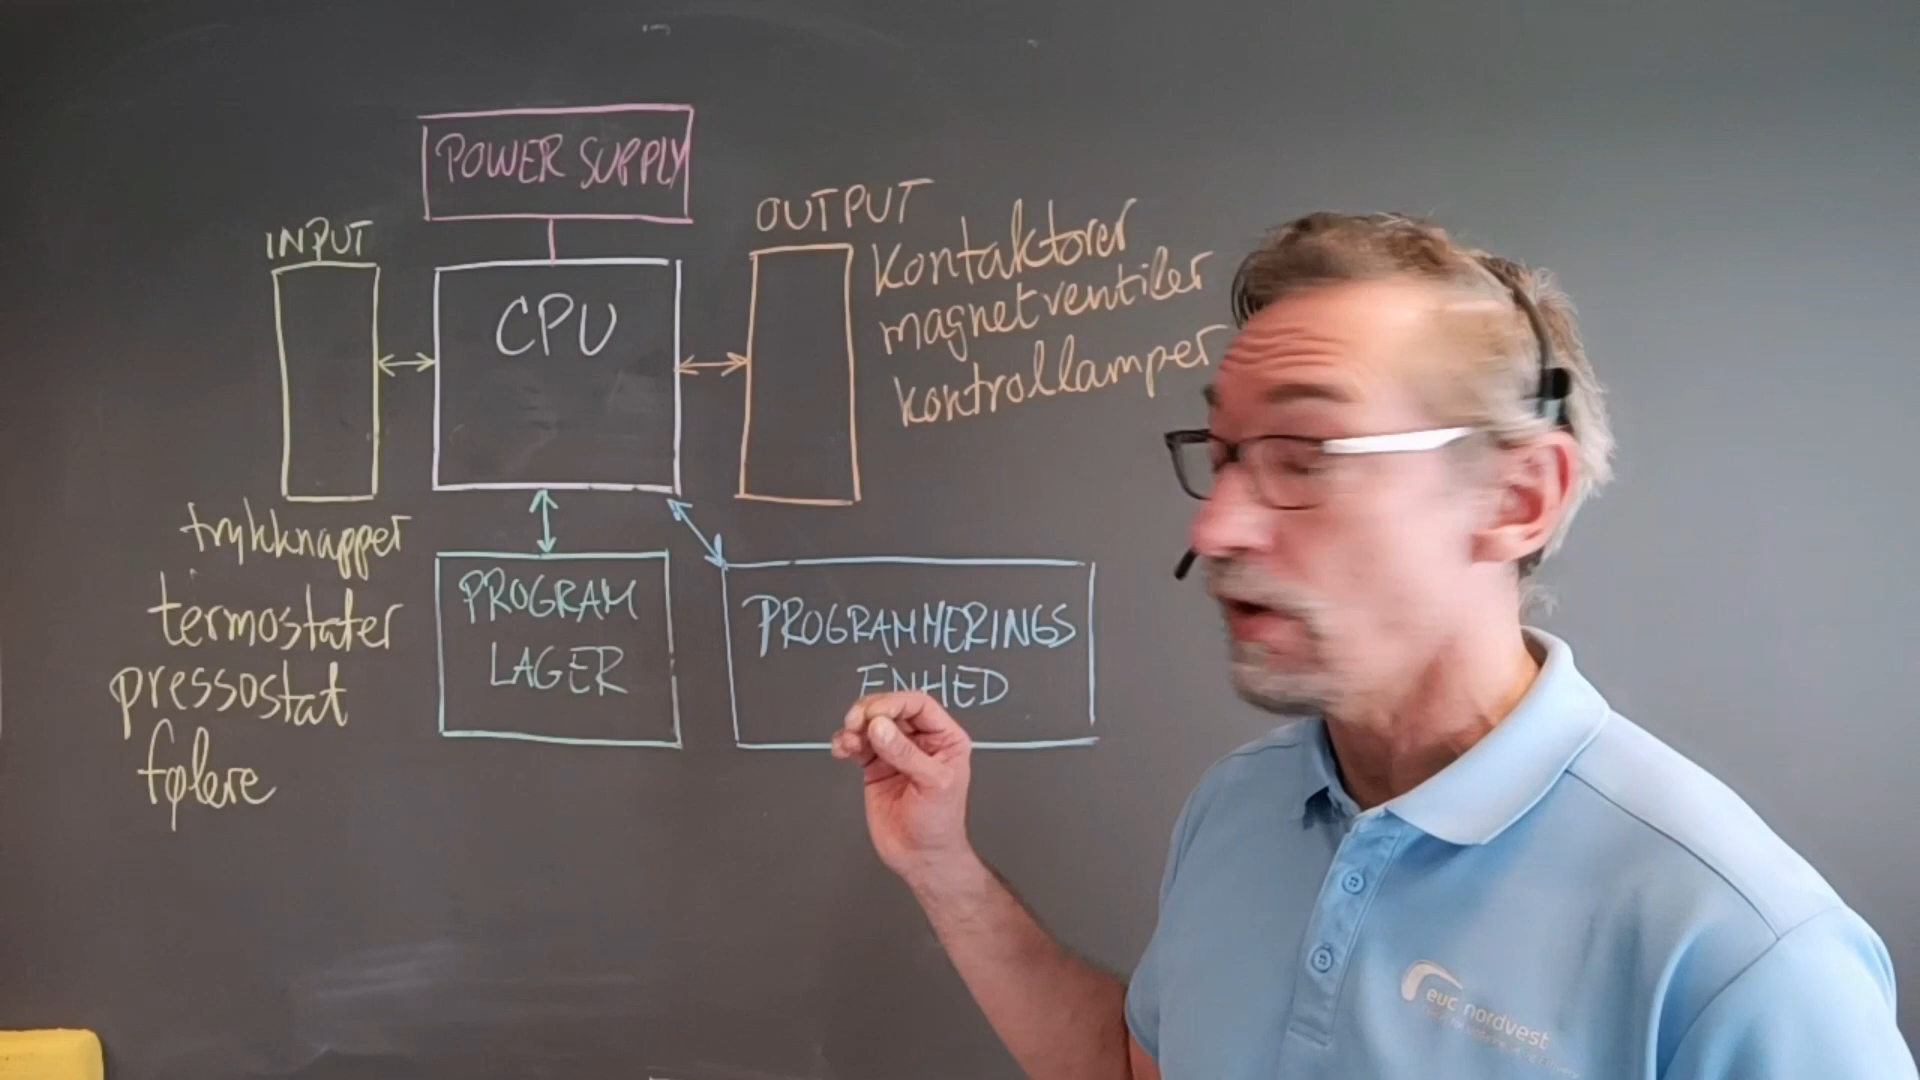 POWER SUPPLY
INPUT
CPU
OUTPUT
kontaktorer
magnetventiler
kontrollamper
trykknapper
termostater
pressostat
følere
PROGRAM
LAGER
PROGRAMMERINGS
ENHED
euc nordvest